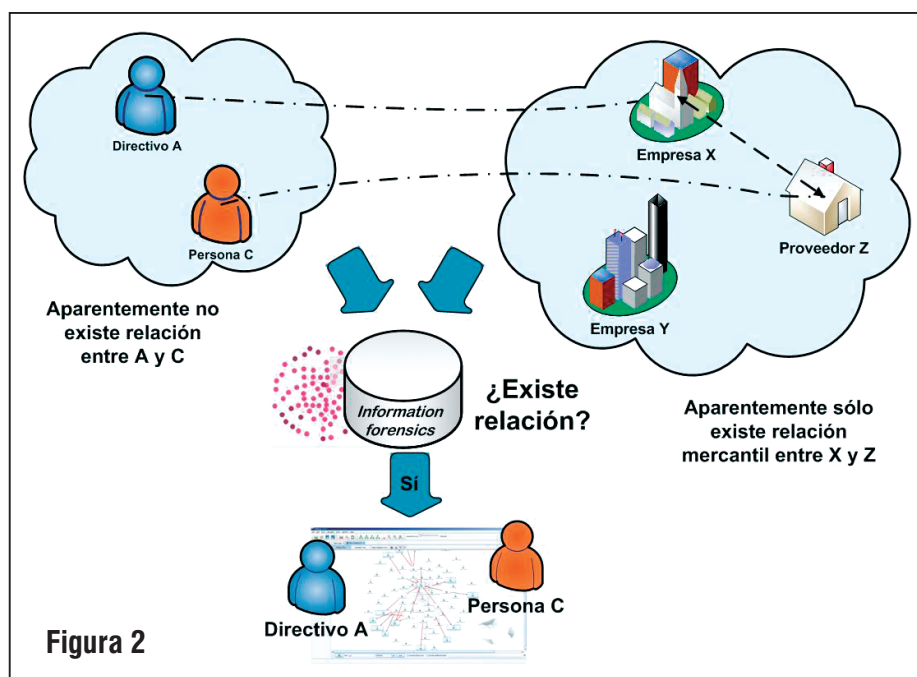 Directivo A
Empresa X
Persona C
Proveedor Z
Aparentemente no
existe relación
entre A y C
Empresa Y
¿Existe
relación?
Information
forensics
Aparentemente sólo
existe relación
mercantil entre X y Z
Sí
Directivo A
Persona C
Figura 2